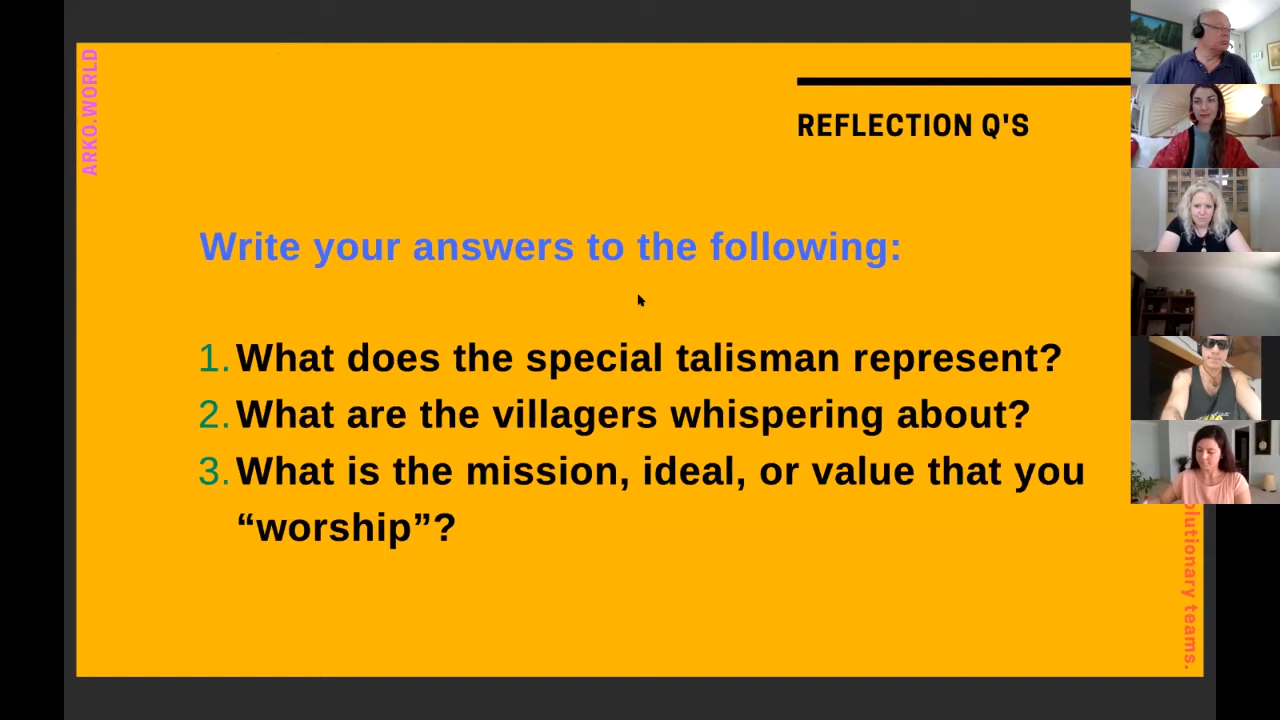 ARKO.WORLD
REFLECTION Q'S
Write your answers to the following:
1. What does the special talisman represent?
2. What are the villagers whispering about?
3. What is the mission, ideal, or value that you
“worship”?
teams.